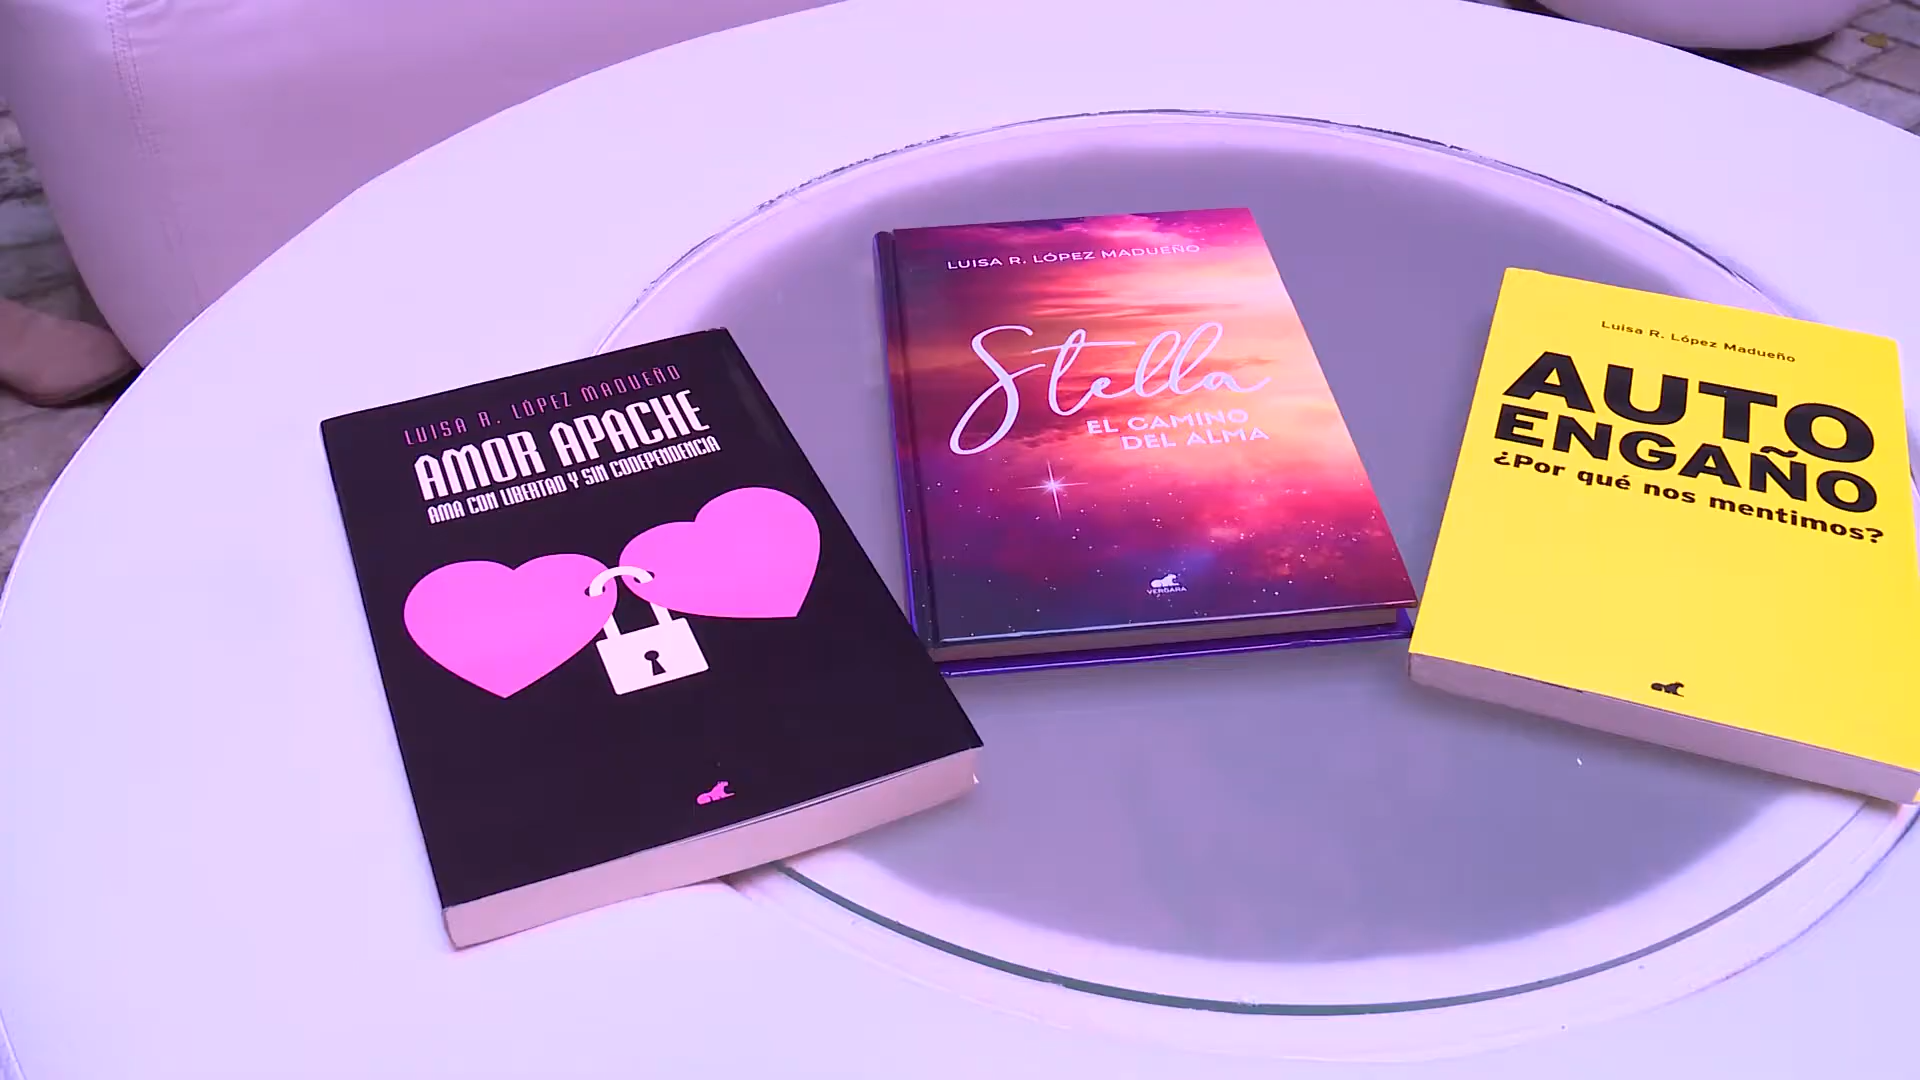 LUISA R. LÓPEZ MADUEÑO
AMOR APACHE
AMA CON LIBERTAD Y SIN CODEPENDENCIA
LUISA R. LÓPEZ MADUEÑO
Stella
EL CAMINO
DEL ALMA
VERGARA
Luisa R. López Madueño
AUTO
ENGAÑO
¿Por qué nos mentimos?